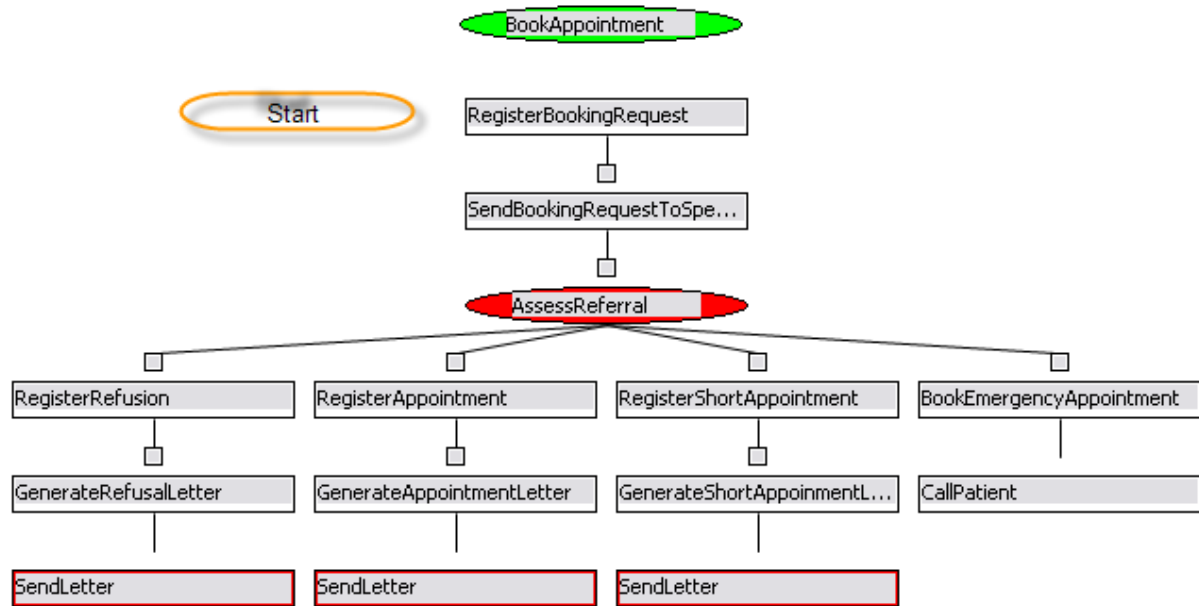 BookAppointment
Start
RegisterBookingRequest
SendBookingRequestToSpe...
AssessReferral
RegisterRefusion
RegisterAppointment
RegisterShortAppointment
BookEmergencyAppointment
GenerateRefusalLetter
GenerateAppointmentLetter
GenerateShortAppoinmentL...
CallPatient
SendLetter
SendLetter
SendLetter